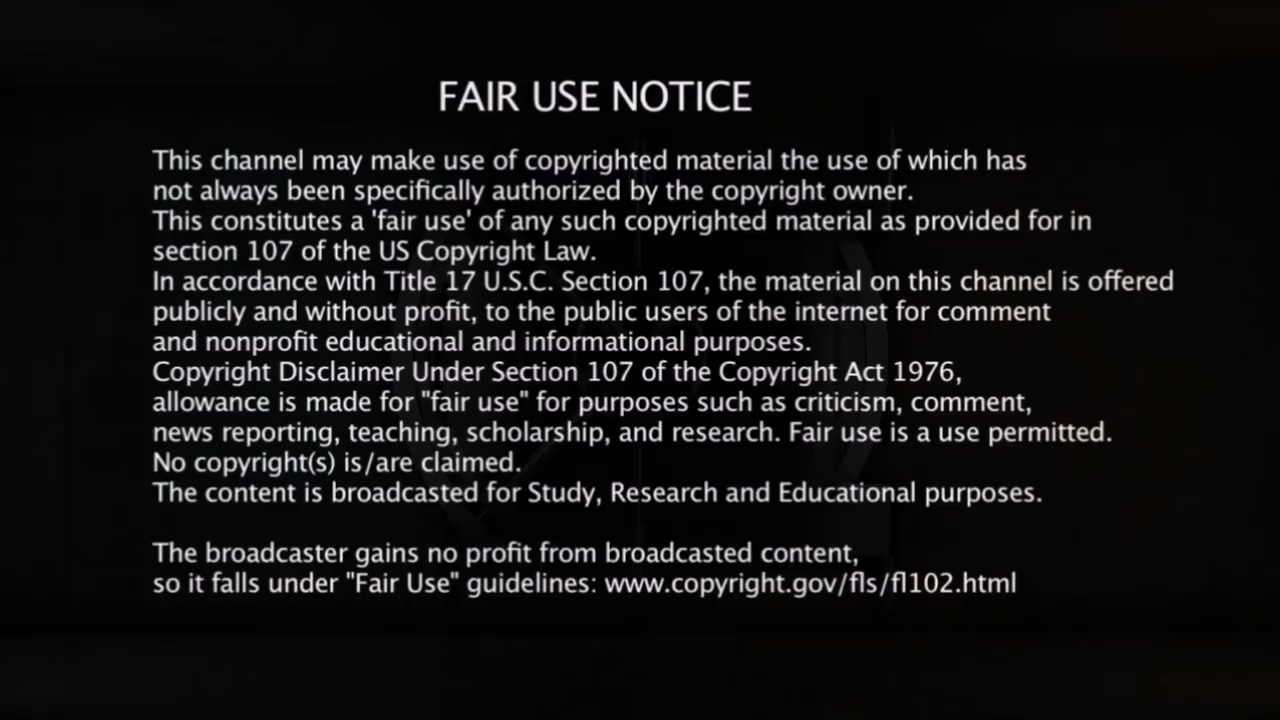 FAIR USE NOTICE
This channel may make use of copyrighted material the use of which has
not always been specifically authorized by the copyright owner.
This constitutes a 'fair use' of any such copyrighted material as provided for in
section 107 of the US Copyright Law.
In accordance with Title 17 U.S.C. Section 107, the material on this channel is offered
publicly and without profit, to the public users of the internet for comment
and nonprofit educational and informational purposes.
Copyright Disclaimer Under Section 107 of the Copyright Act 1976,
allowance is made for "fair use" for purposes such as criticism, comment,
news reporting, teaching, scholarship, and research. Fair use is a use permitted.
No copyright(s) is/are claimed.
The content is broadcasted for Study, Research and Educational purposes.
The broadcaster gains no profit from broadcasted content,
so it falls under "Fair Use" guidelines: www.copyright.gov/fls/fl102.html